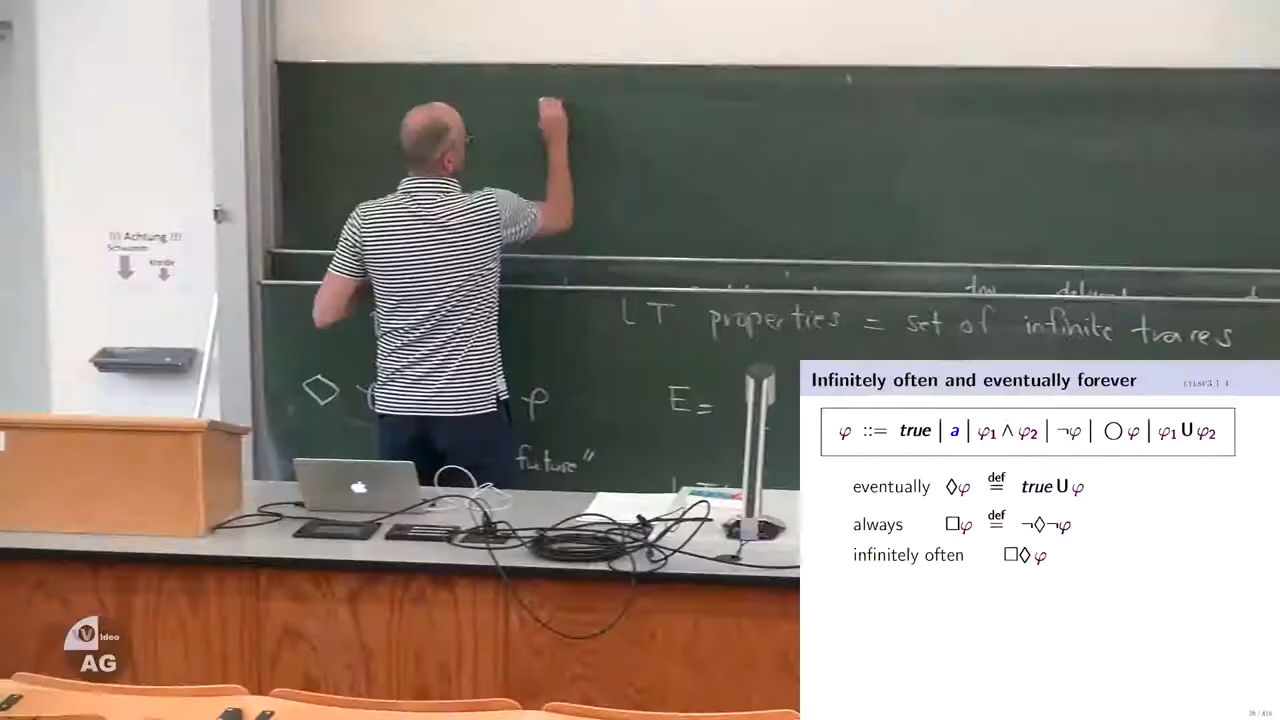 !!! Achtung !!!
Schwamm
Kreide
LT properties = set of infinite traces
◇ φ
E =
future"
Infinitely often and eventually forever
φ ::= true | a | φ1 ∧ φ2 | ¬φ | ◯ φ | φ1 U φ2
eventually ◇φ def= true U φ
always □φ def= ¬◇¬φ
infinitely often □◇ φ
Video
AG